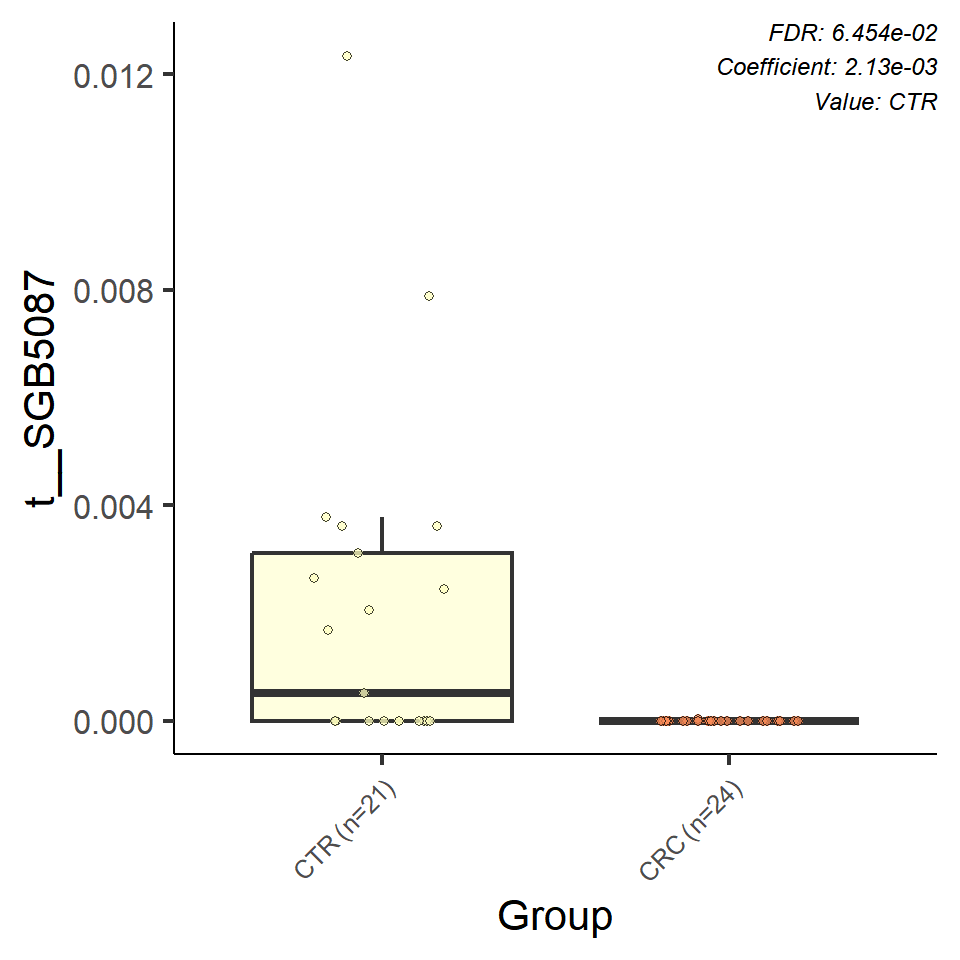 FDR: 6.454e-02
Coefficient: 2.13e-03
Value: CTR
t__SGB5087
0.012
0.008
0.004
0.000
CTR (n=21)
CRC (n=24)
Group